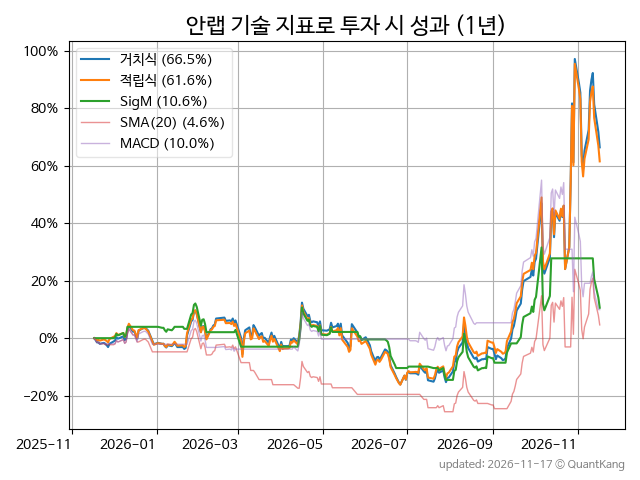 안랩 기술 지표로 투자 시 성과 (1년)
거치식 (66.5%)
적립식 (61.6%)
SigM (10.6%)
SMA(20) (4.6%)
MACD (10.0%)
100%
80%
60%
40%
20%
0%
−20%
2025-11 2026-01 2026-03 2026-05 2026-07 2026-09 2026-11
updated: 2026-11-17 © QuantKang